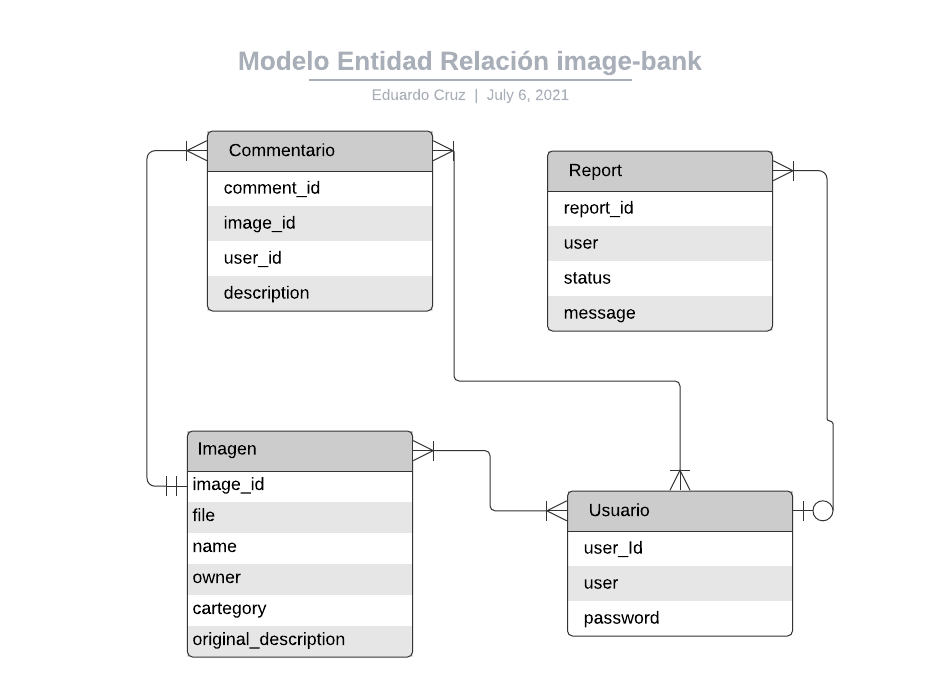 Modelo Entidad Relación image-bank
Eduardo Cruz | July 6, 2021
Commentario
comment_id
image_id
user_id
description
Report
report_id
user
status
message
Imagen
image_id
file
name
owner
cartegory
original_description
Usuario
user_Id
user
password